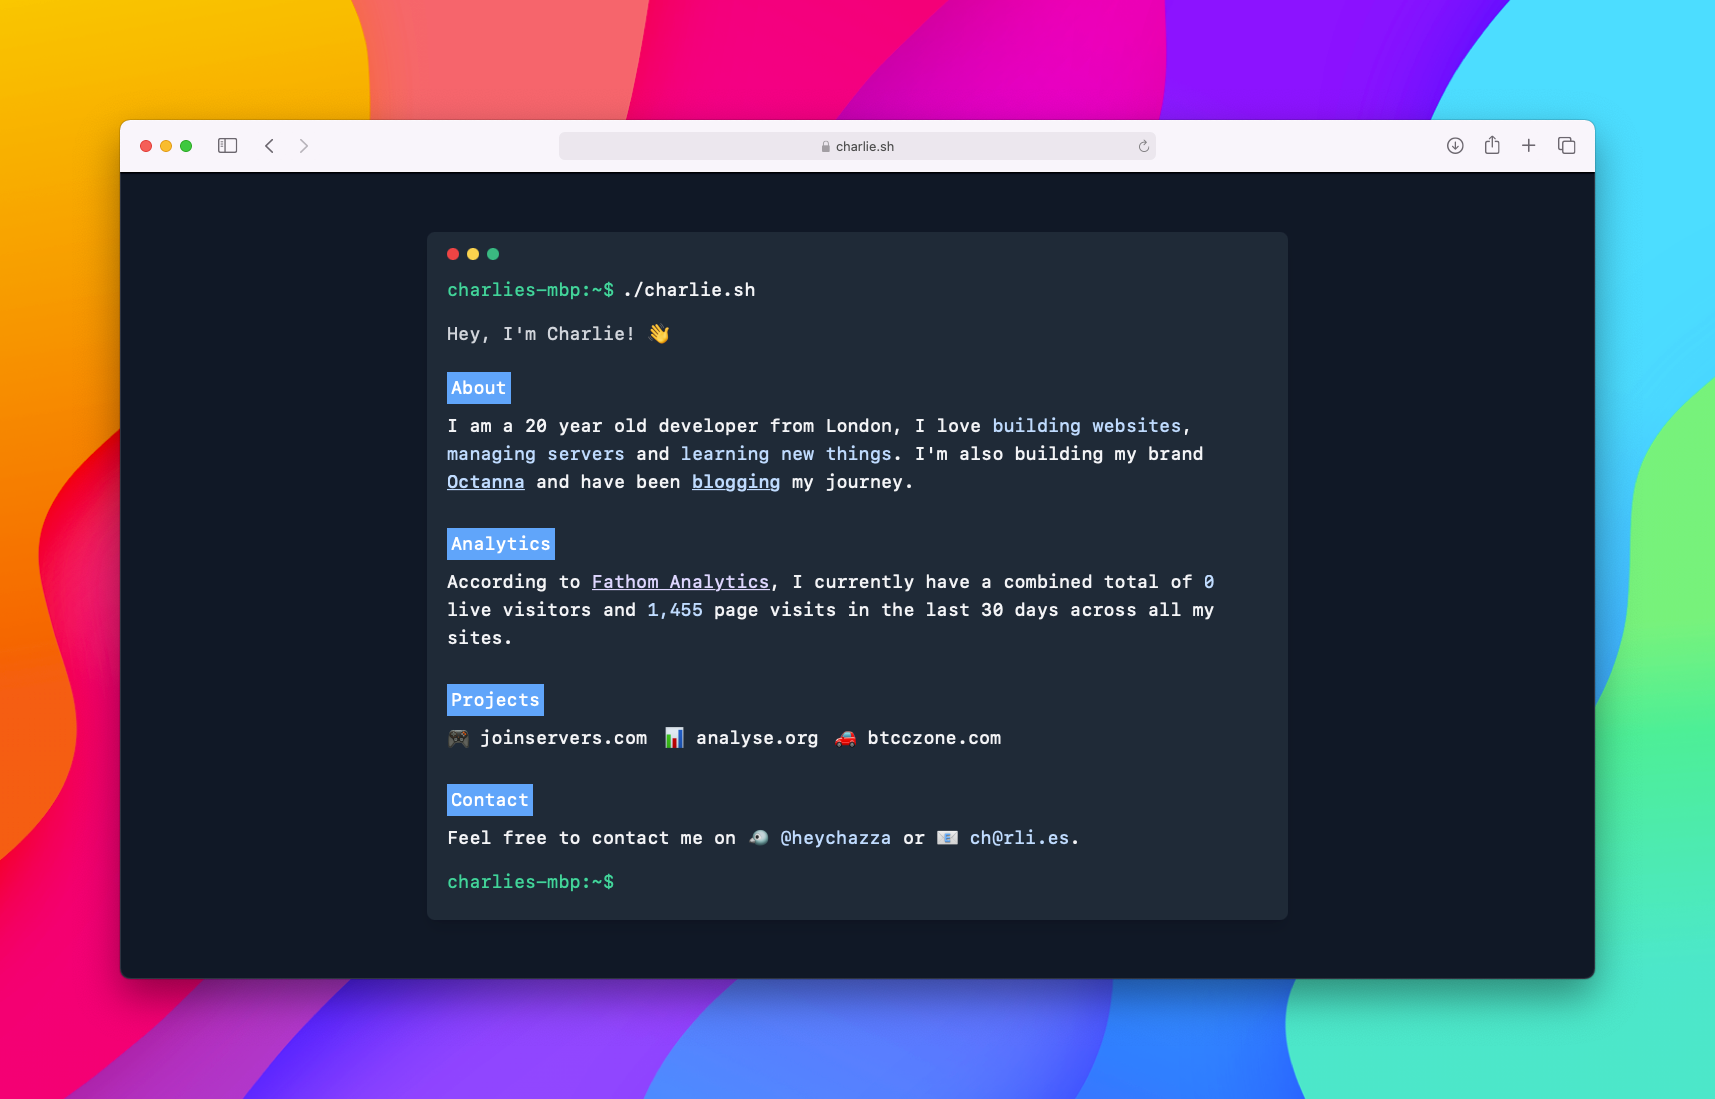 charlie.sh
charlies-mbp:~$ ./charlie.sh
Hey, I'm Charlie! 👋
About
I am a 20 year old developer from London, I love building websites,
managing servers and learning new things. I'm also building my brand
Octanna and have been blogging my journey.
Analytics
According to Fathom Analytics, I currently have a combined total of 0
live visitors and 1,455 page visits in the last 30 days across all my
sites.
Projects
🎮 joinservers.com 📊 analyse.org 🚗 btcczone.com
Contact
Feel free to contact me on 🐦 @heychazza or 📧 ch@rli.es.
charlies-mbp:~$